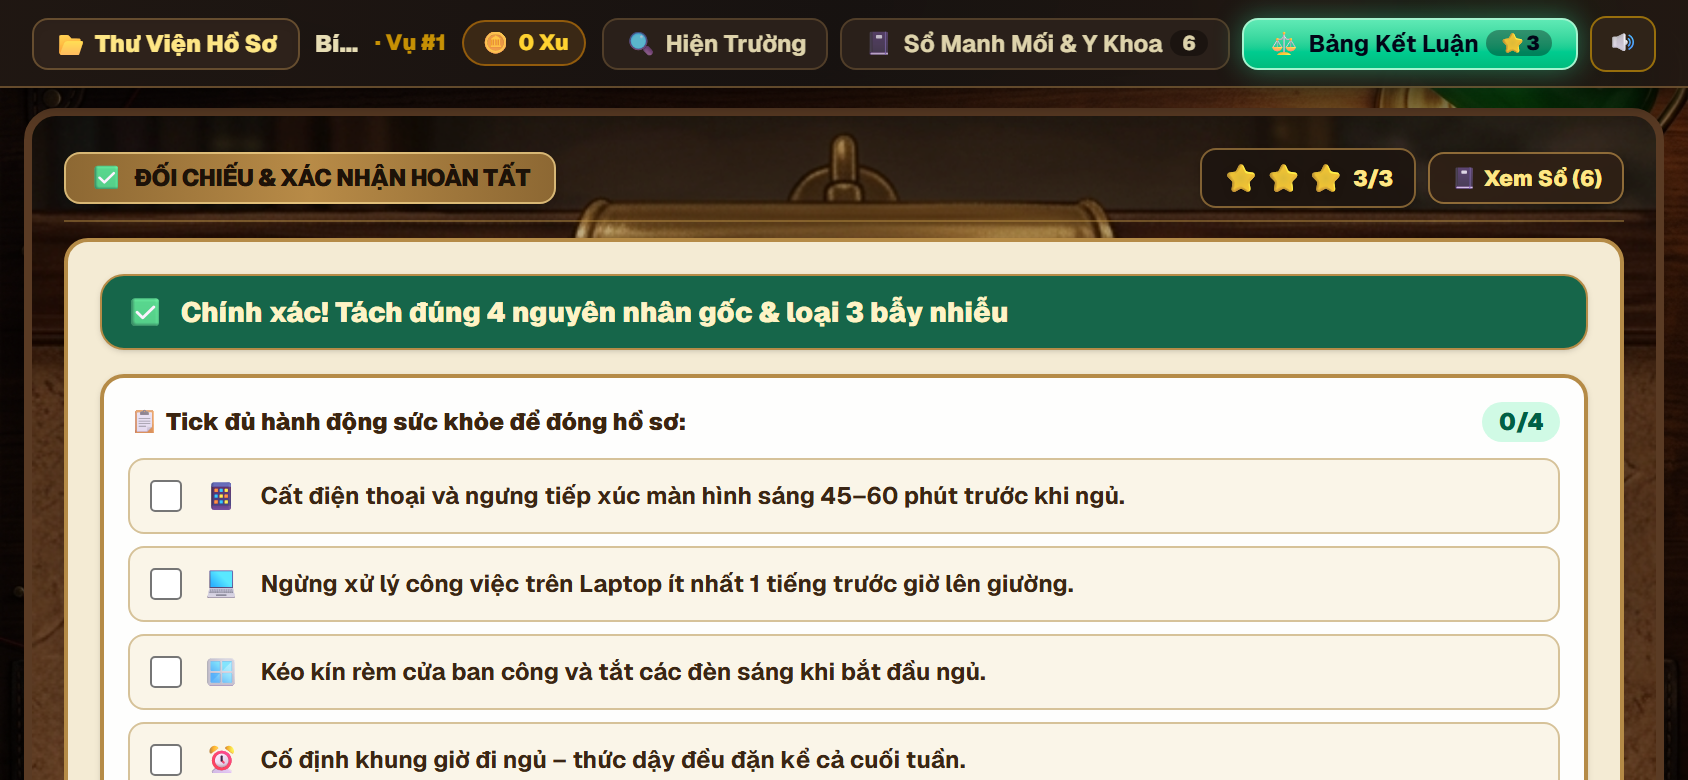 Thư Viện Hồ Sơ
Bí... · Vụ #1
0 Xu
Hiện Trường
Sổ Manh Mối & Y Khoa 6
Bảng Kết Luận 3
ĐỐI CHIẾU & XÁC NHẬN HOÀN TẤT
3/3
Xem Sổ (6)
Chính xác! Tách đúng 4 nguyên nhân gốc & loại 3 bẫy nhiễu
Tick đủ hành động sức khỏe để đóng hồ sơ:
0/4
Cất điện thoại và ngưng tiếp xúc màn hình sáng 45–60 phút trước khi ngủ.
Ngừng xử lý công việc trên Laptop ít nhất 1 tiếng trước giờ lên giường.
Kéo kín rèm cửa ban công và tắt các đèn sáng khi bắt đầu ngủ.
Cố định khung giờ đi ngủ – thức dậy đều đặn kể cả cuối tuần.